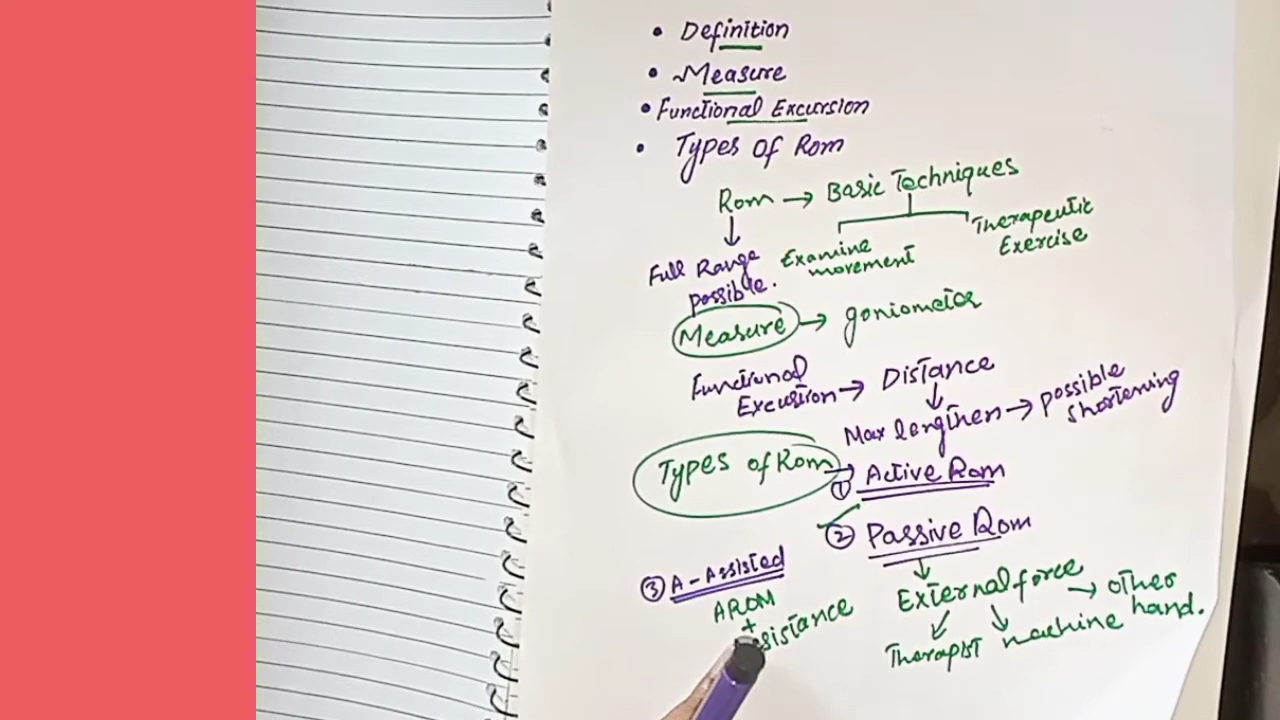 • Definition
• Measure
• Functional Excursion
• Types of Rom
Rom → Basic Techniques
Full Range
possible.
Examine
movement
Therapeutic
Exercise
Measure → goniometer
Functional
Excustion → Distance
Max lengthen → possible
shortening
Types of Rom →
① Active Rom
② Passive Rom
External force → other
hand.
Therapist machine
③ A-Assisted
AROM
+